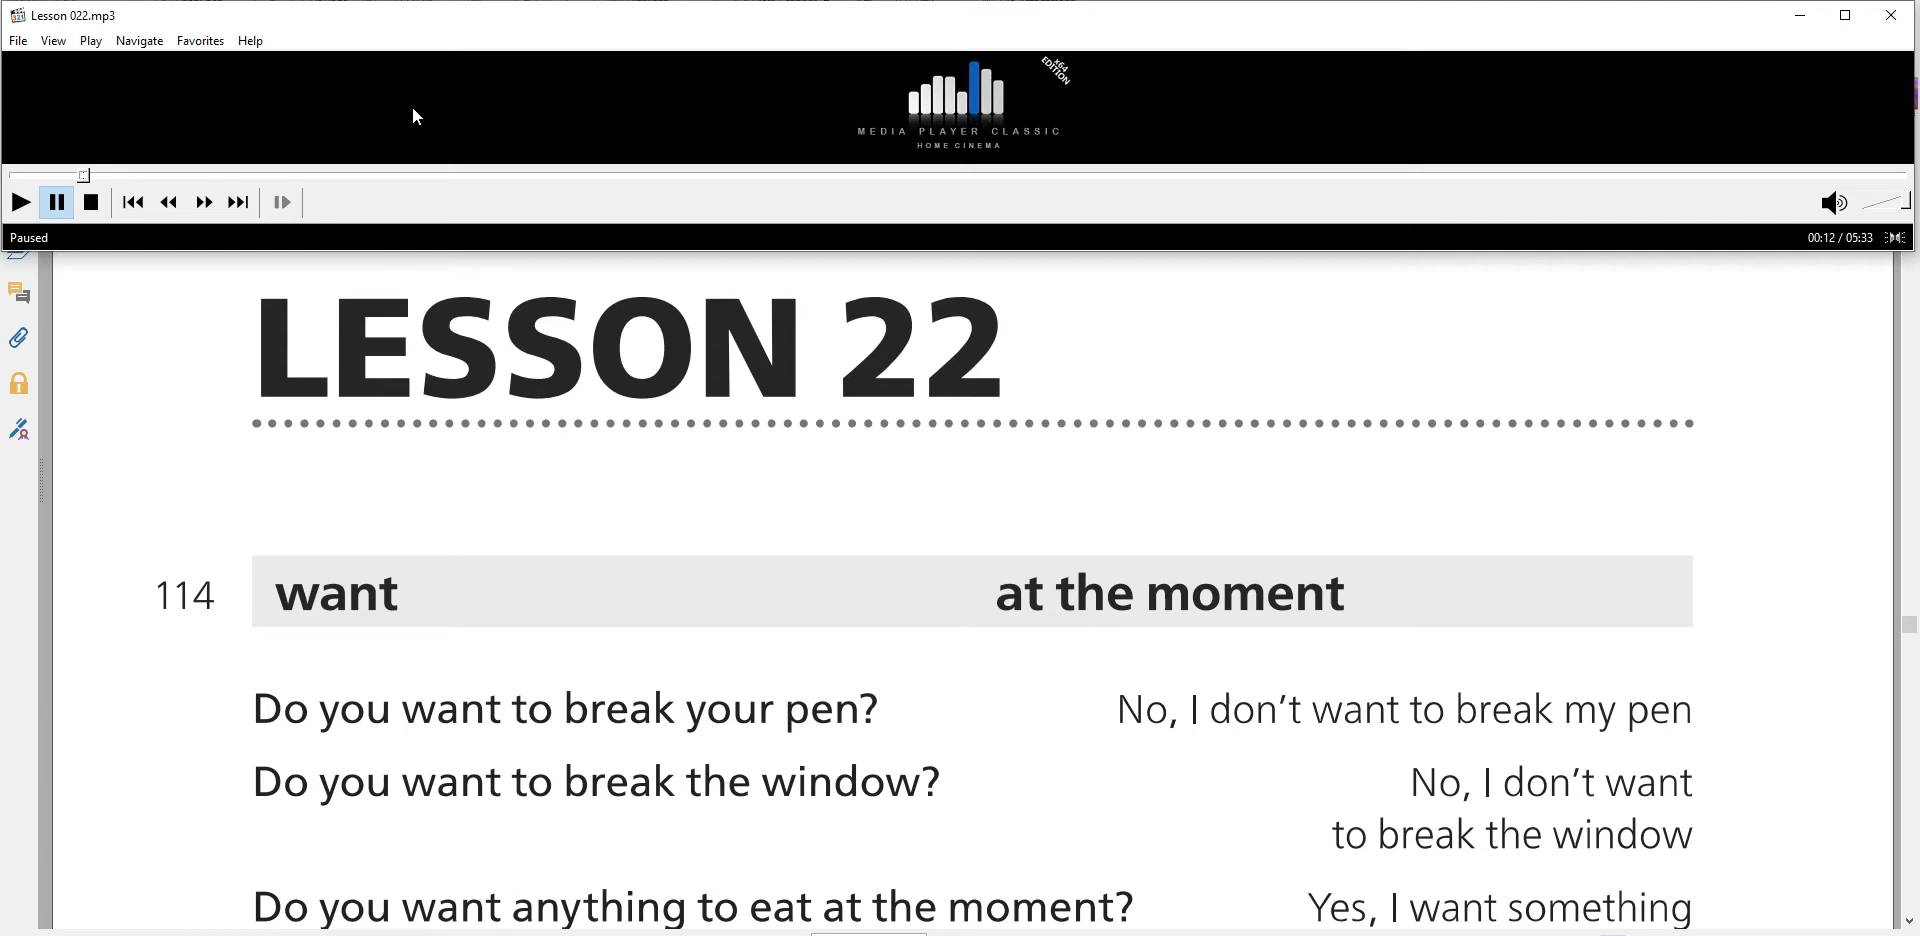 Lesson 022.mp3
File View Play Navigate Favorites Help
x64
EDITION
MEDIA PLAYER CLASSIC
HOME CINEMA
Paused
00:12 / 05:33
LESSON 22
114 want at the moment
Do you want to break your pen? No, I don’t want to break my pen
Do you want to break the window? No, I don’t want
to break the window
Do you want anything to eat at the moment? Yes, I want something